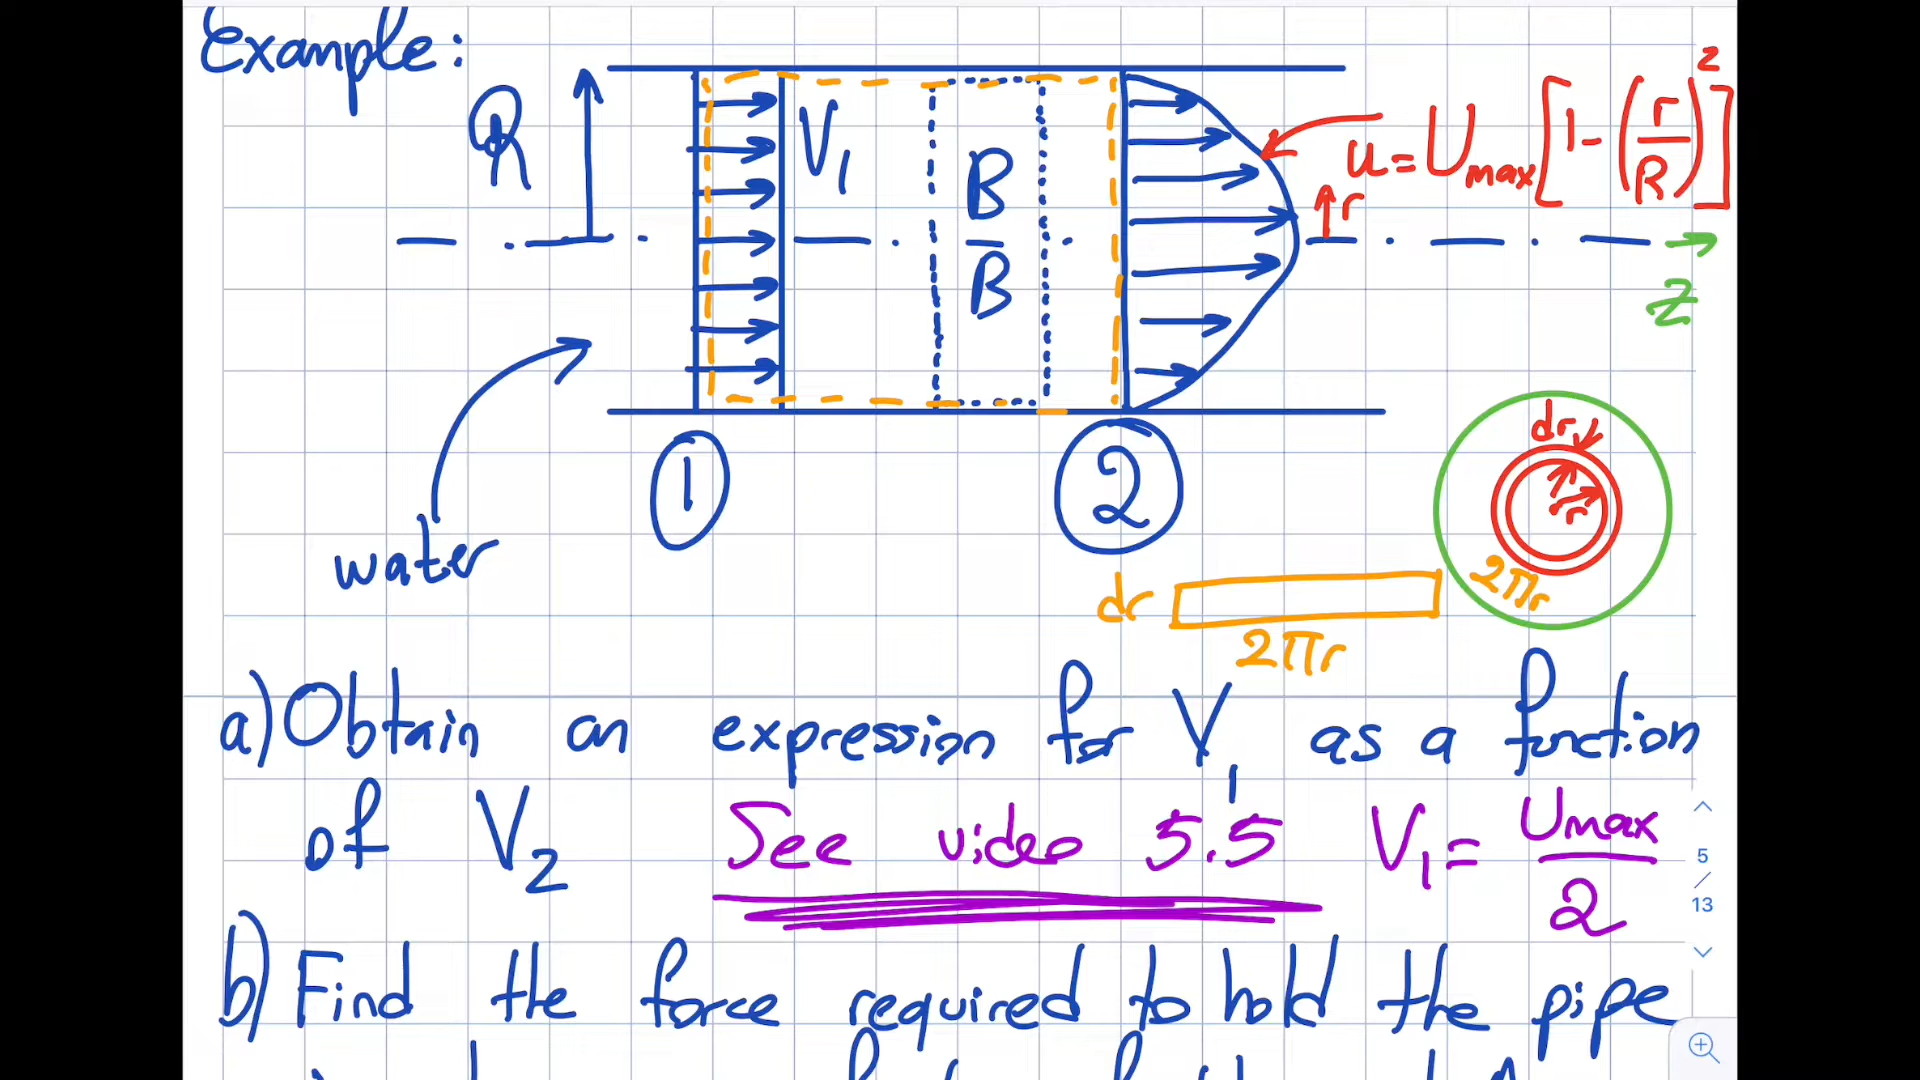 Example:
R
V₁
B
B
u = Umax[1 - (r/R)²]
r
z
water
1
2
dr
r
2πr
dr
2πr
a) Obtain an expression for V₁ as a function
of V₂ See video 5.5 V₁ = Umax/2
5
/
13
b) Find the force required to hold the pipe